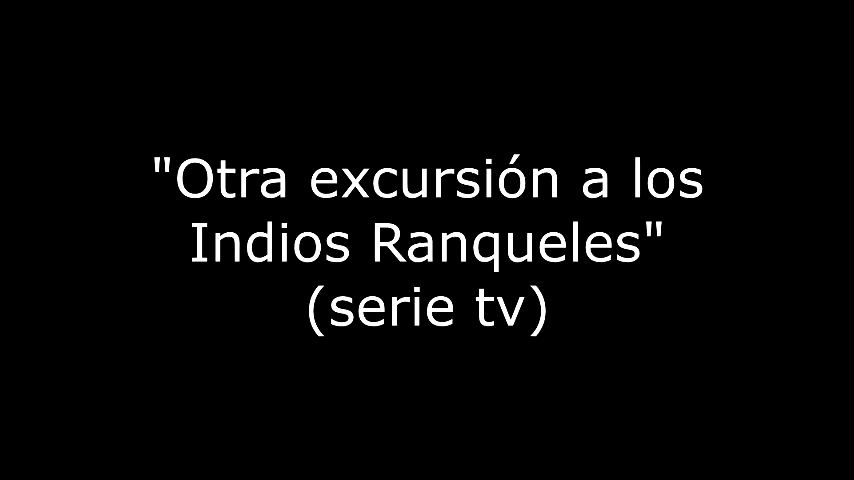 "Otra excursión a los
Indios Ranqueles"
(serie tv)